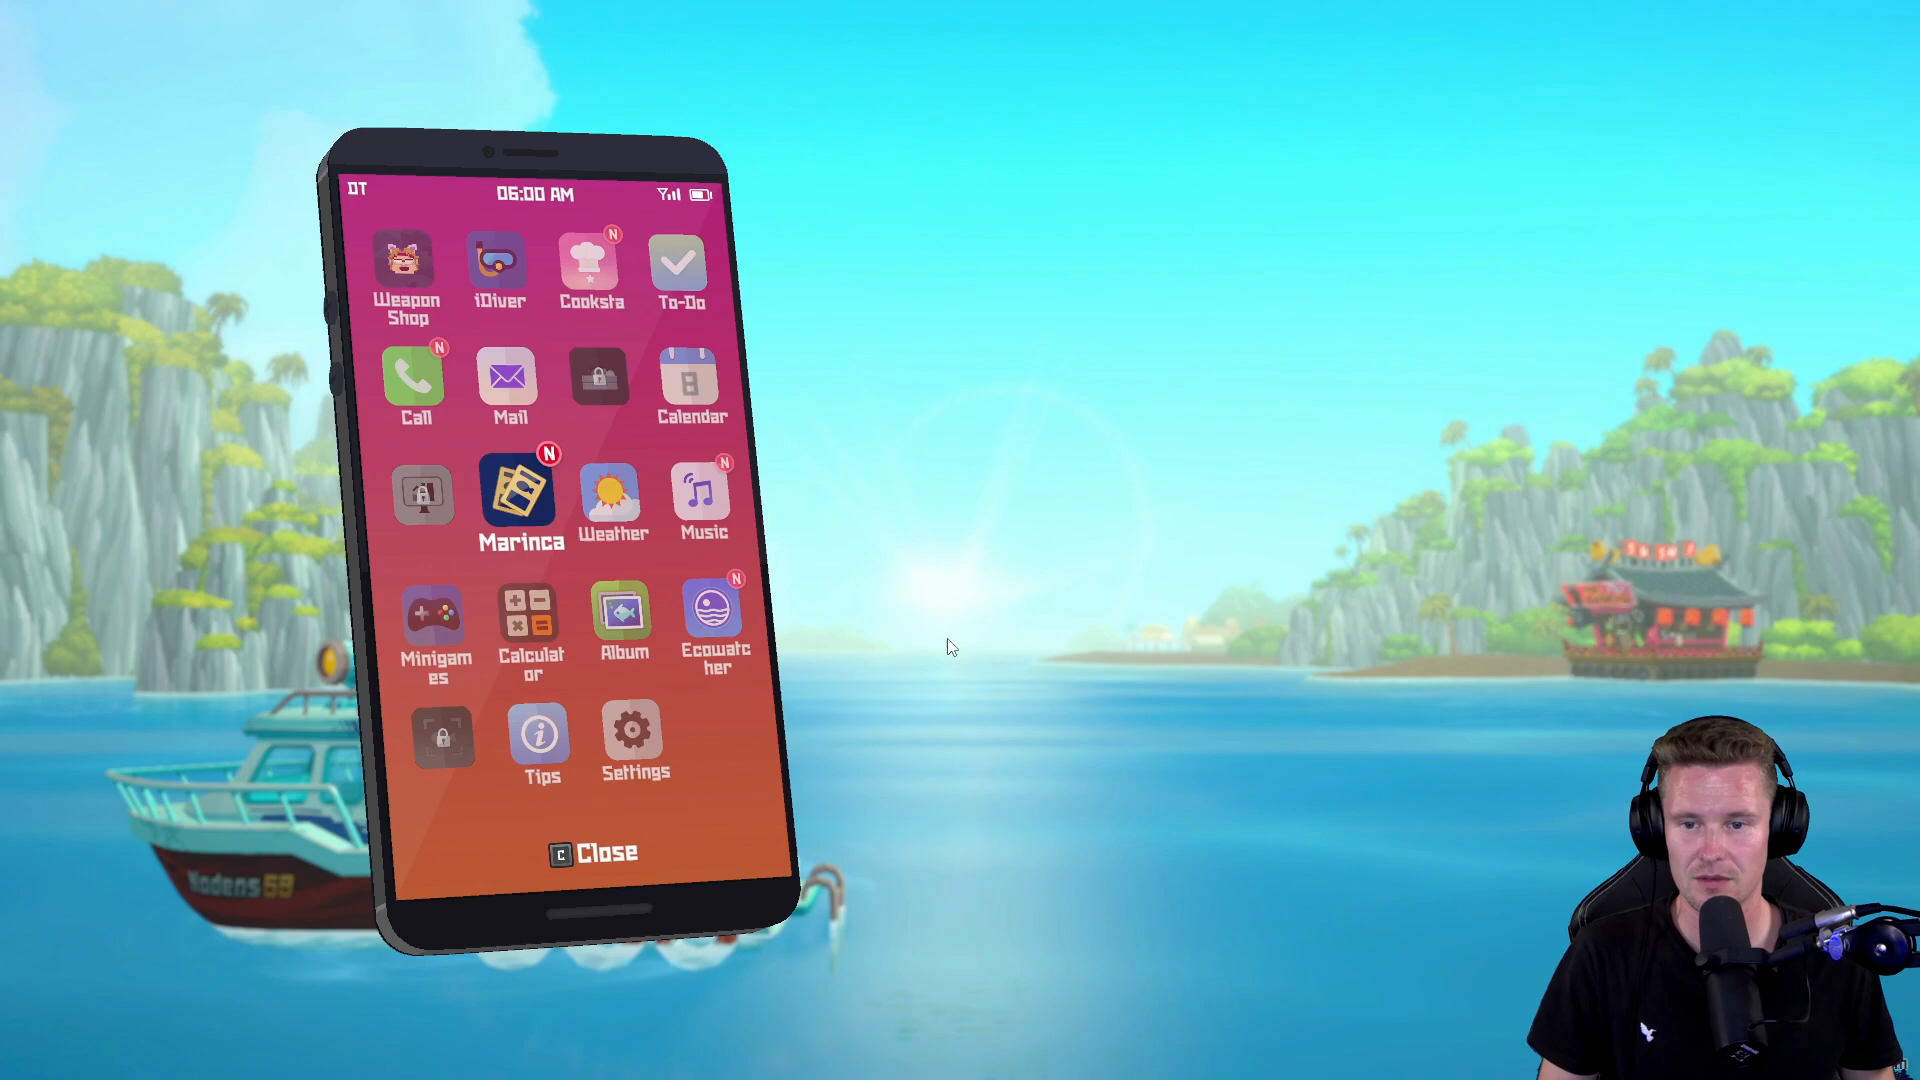 DT
06:00 AM
N
Weapon
Shop
iDiver
Cooksta
To-Do
N
Call
Mail
8
Calendar
N
N
Marinca
Weather
Music
N
Minigam
es
Calculat
or
Album
Ecowatc
her
Tips
Settings
C Close